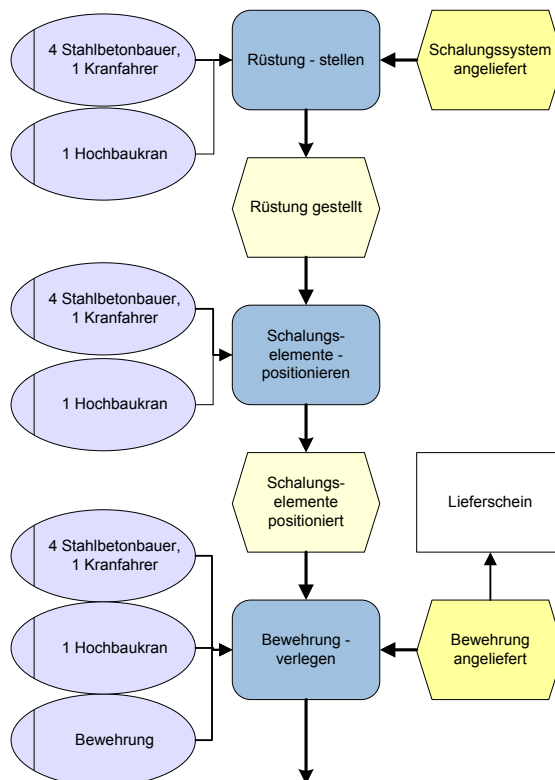 4 Stahlbetonbauer,
1 Kranfahrer
Rüstung - stellen
Schalungssystem
angeliefert
1 Hochbaukran
Rüstung gestellt
4 Stahlbetonbauer,
1 Kranfahrer
Schalungs-
elemente -
positionieren
1 Hochbaukran
Schalungs-
elemente
positioniert
Lieferschein
4 Stahlbetonbauer,
1 Kranfahrer
1 Hochbaukran
Bewehrung -
verlegen
Bewehrung
angeliefert
Bewehrung